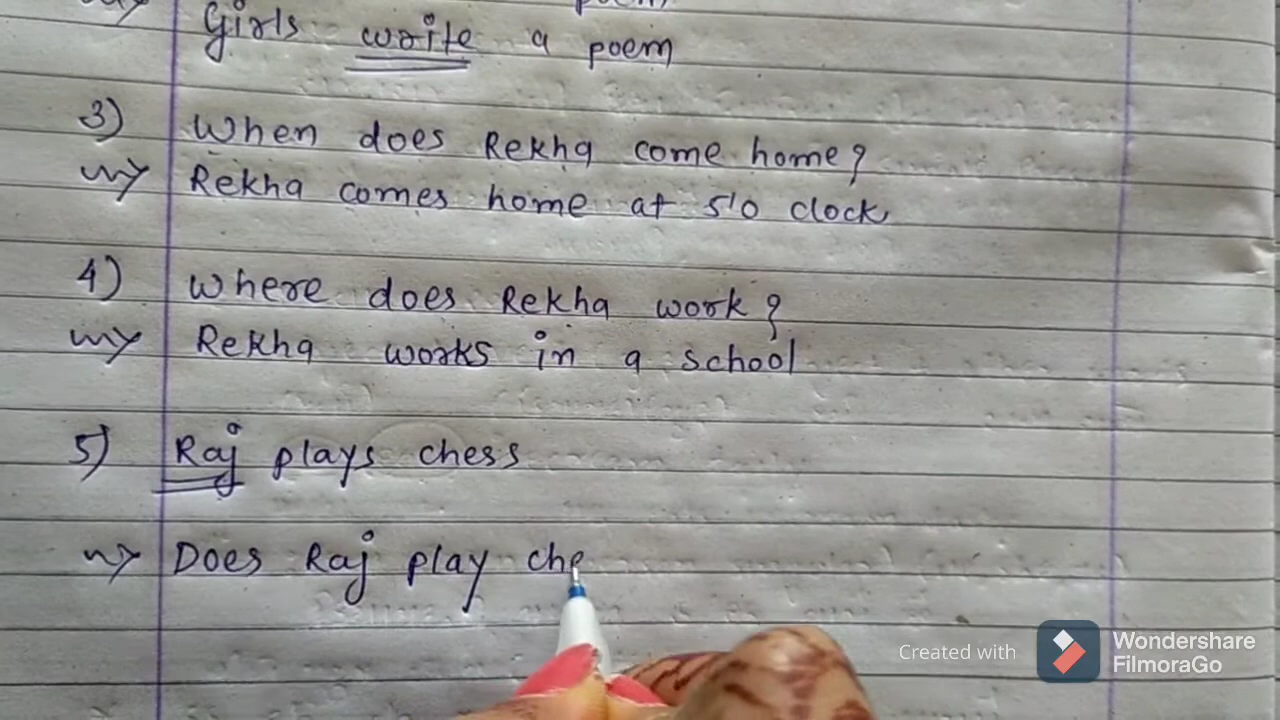 Girls write a poem
3) When does Rekha come home?
Rekha comes home at 5'0 clock
4) Where does Rekha work?
Rekha works in a school
5) Raj plays chess
Does Raj play che
Created with
Wondershare
FilmoraGo